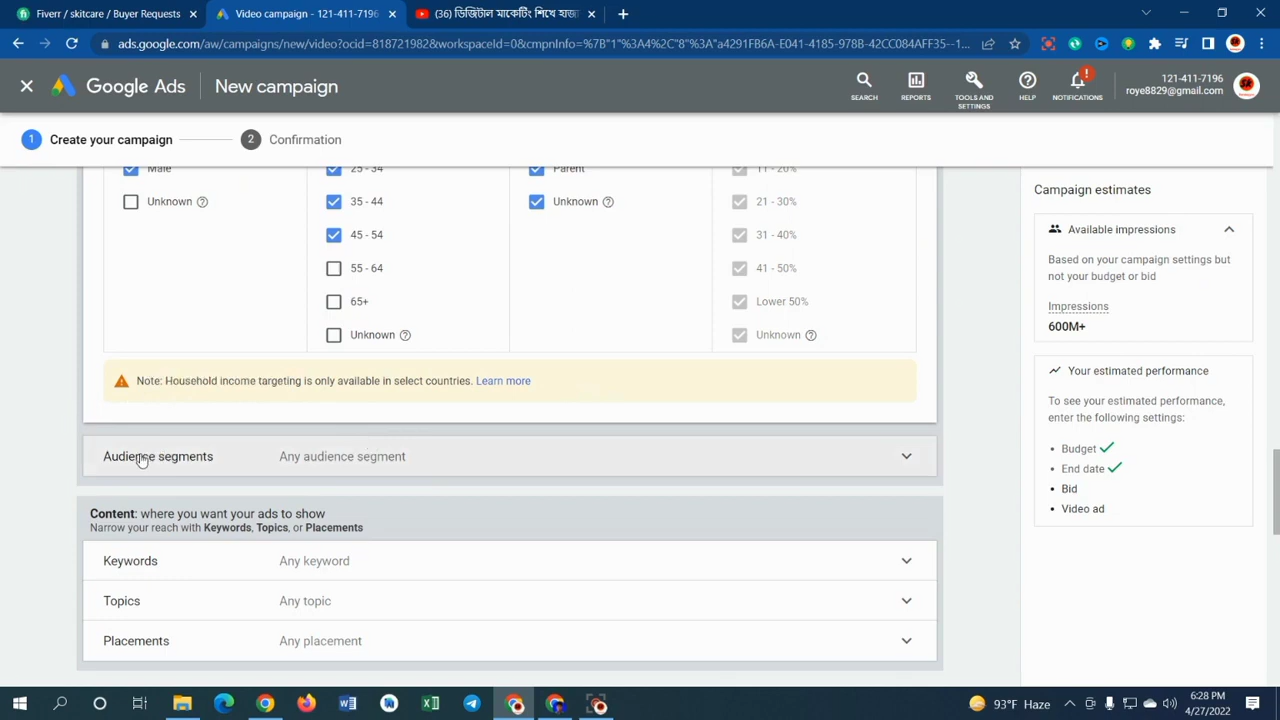 Fiverr / skitcare / Buyer Requests
Video campaign - 121-411-7196
(36) ডিজিটাল মার্কেটিং শিখে হাজা
ads.google.com/aw/campaigns/new/video?ocid=818721982&workspaceId=0&cmpnInfo=%7B"1"%3A4%2C"8"%3A"a4291FB6A-E041-4185-978B-42CC084AFF35--1...
Google Ads
New campaign
SEARCH
REPORTS
TOOLS AND SETTINGS
HELP
NOTIFICATIONS
121-411-7196
roye8829@gmail.com
1 Create your campaign
2 Confirmation
Male
25 - 34
Parent
11 - 20%
Unknown
35 - 44
Unknown
21 - 30%
45 - 54
31 - 40%
55 - 64
41 - 50%
65+
Lower 50%
Unknown
Unknown
Note: Household income targeting is only available in select countries. Learn more
Audience segments
Any audience segment
Content: where you want your ads to show
Narrow your reach with Keywords, Topics, or Placements
Keywords
Any keyword
Topics
Any topic
Placements
Any placement
Campaign estimates
Available impressions
Based on your campaign settings but
not your budget or bid
Impressions
600M+
Your estimated performance
To see your estimated performance,
enter the following settings:
• Budget
• End date
• Bid
• Video ad
93°F Haze
6:28 PM
4/27/2022